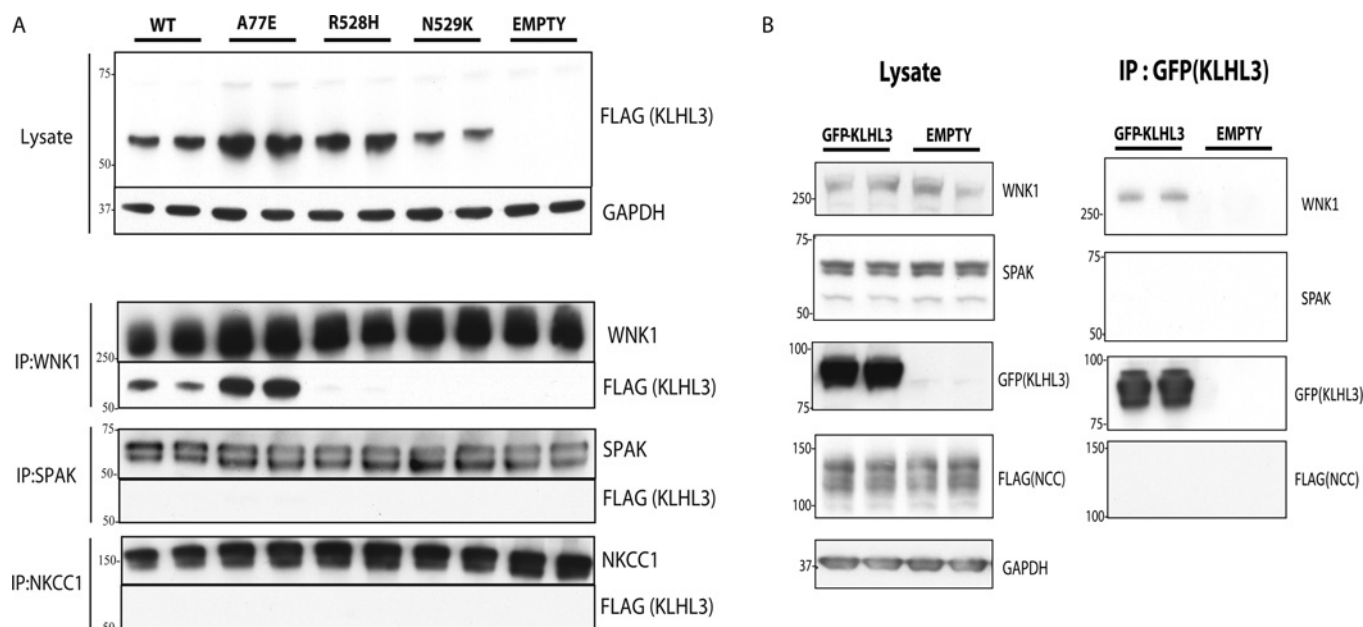 A
WT A77E R528H N529K EMPTY
Lysate
75
50
FLAG (KLHL3)
37
GAPDH
IP:WNK1
WNK1
250
FLAG (KLHL3)
50
IP:SPAK
75
SPAK
50
FLAG (KLHL3)
50
IP:NKCC1
150
NKCC1
FLAG (KLHL3)
50
B
Lysate
GFP-KLHL3 EMPTY
250
WNK1
75
SPAK
50
100
GFP(KLHL3)
75
150
FLAG(NCC)
100
37
GAPDH
IP : GFP(KLHL3)
GFP-KLHL3 EMPTY
250
WNK1
75
SPAK
50
100
GFP(KLHL3)
75
150
FLAG(NCC)
100